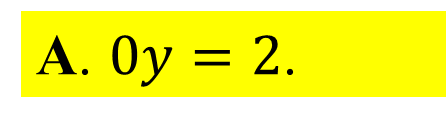 A. 0y = 2.